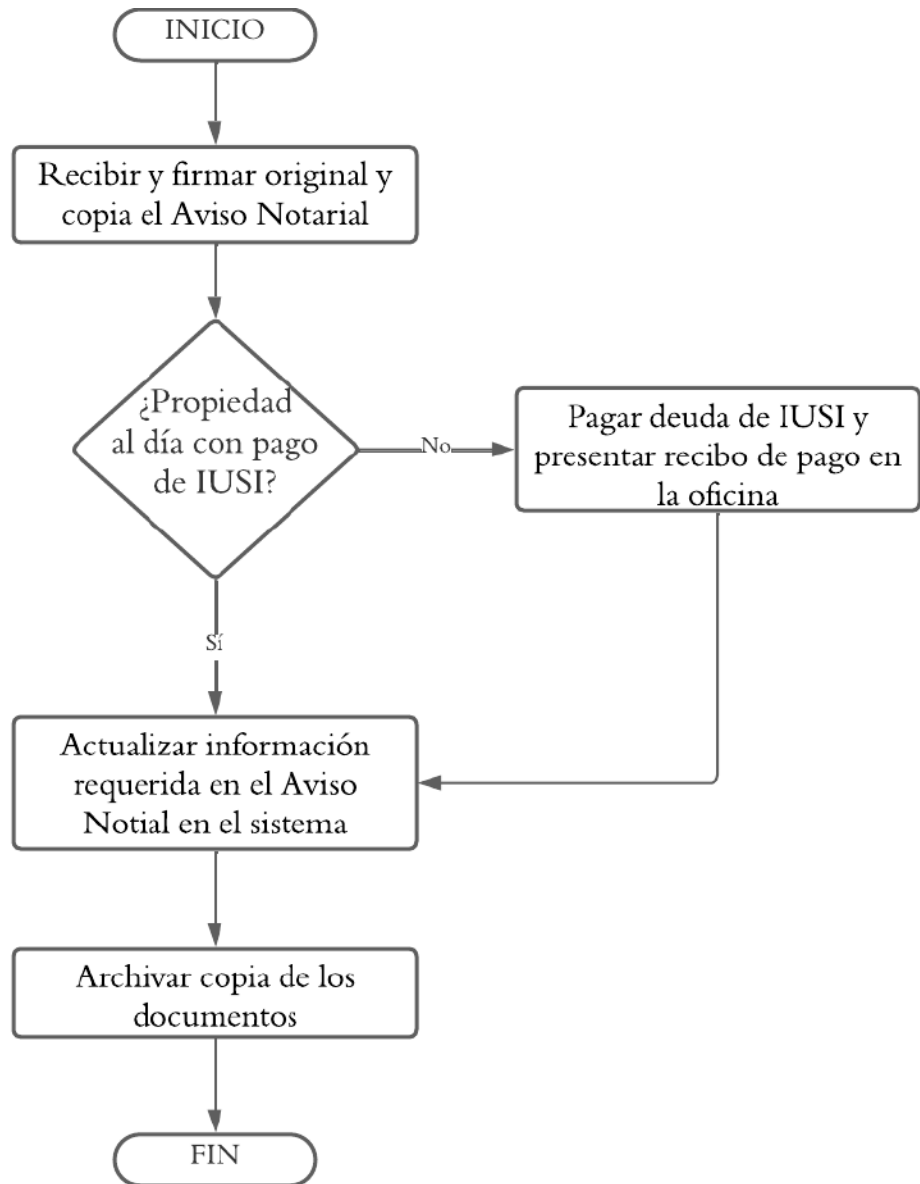 INICIO
Recibir y firmar original y
copia el Aviso Notarial
¿Propiedad
al día con pago
de IUSI?
No
Pagar deuda de IUSI y
presentar recibo de pago en
la oficina
Sí
Actualizar información
requerida en el Aviso
Notial en el sistema
Archivar copia de los
documentos
FIN